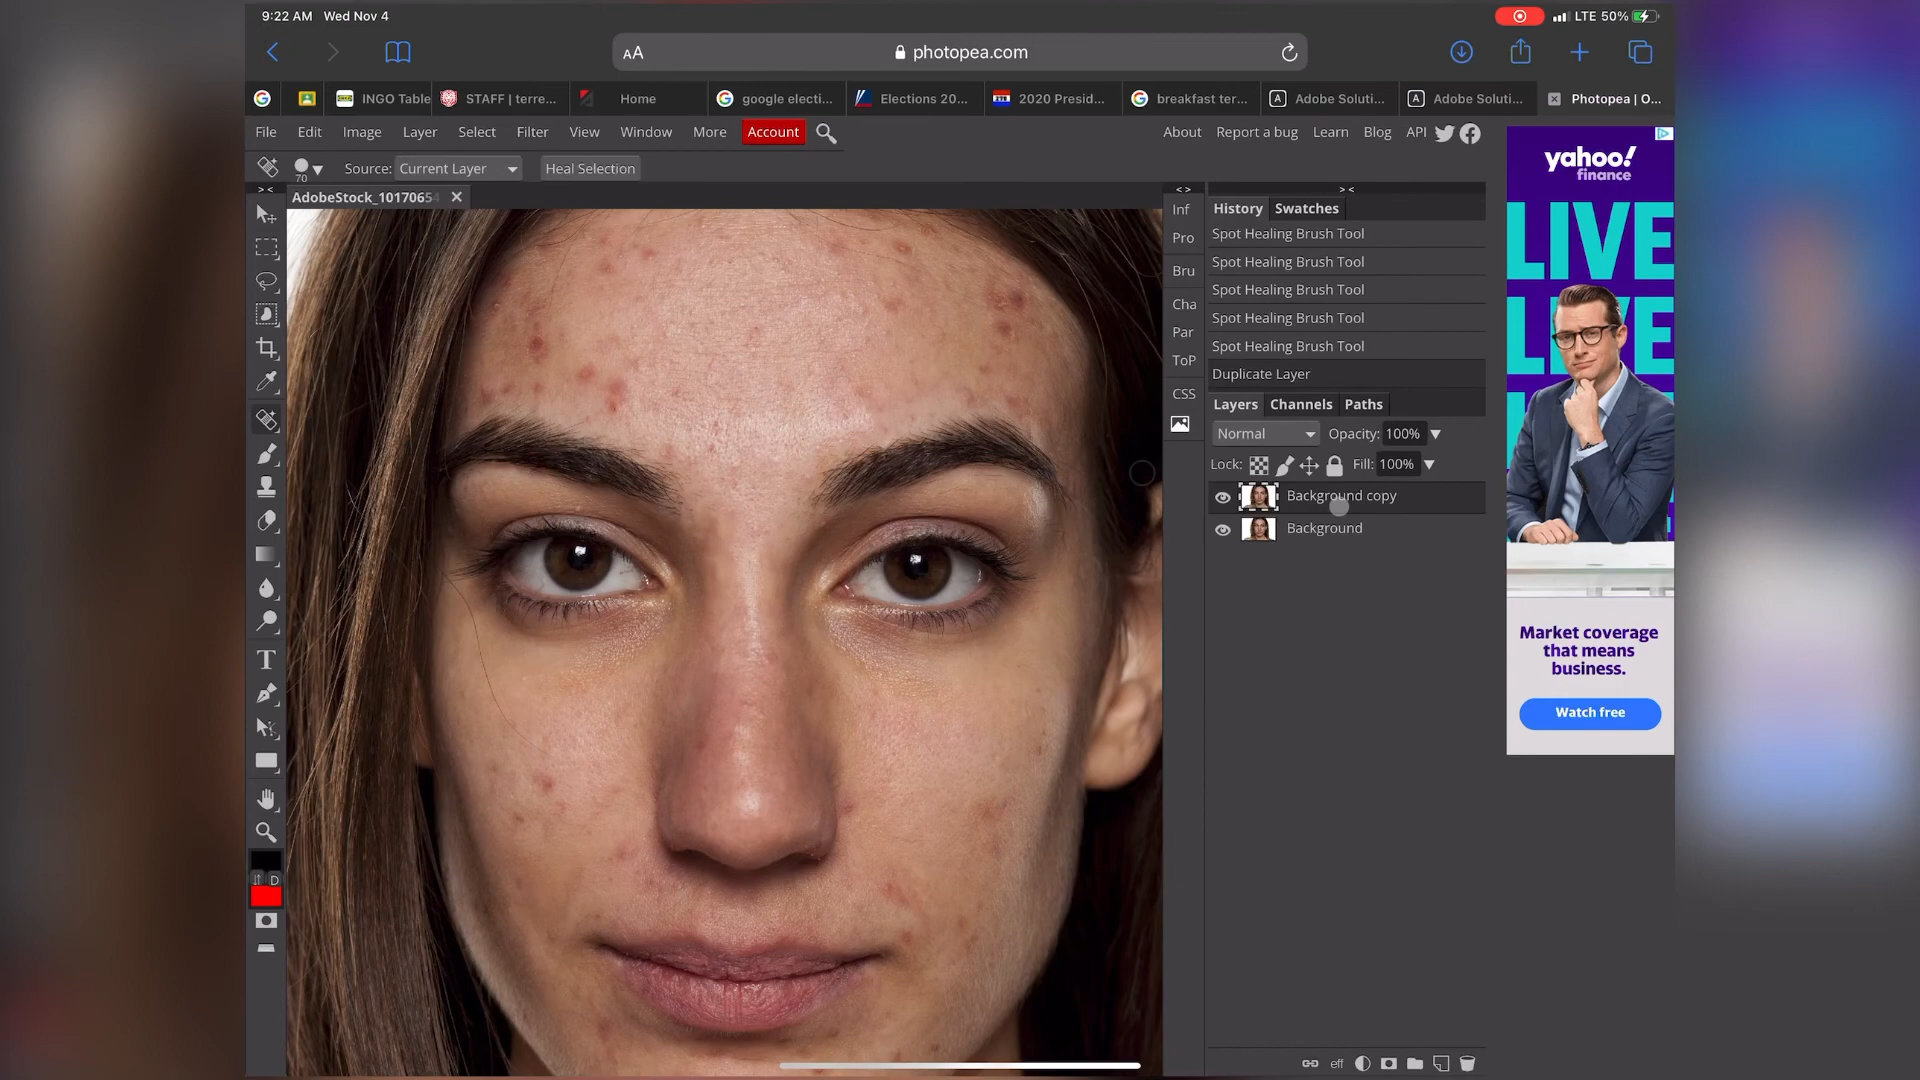 9:22 AM Wed Nov 4
LTE 50%
AA
photopea.com
INGO Table
STAFF | terre...
Home
google electi...
Elections 20...
2020 Presid...
breakfast ter...
Adobe Soluti...
Adobe Soluti...
Photopea | O...
File Edit Image Layer Select Filter View Window More Account
About Report a bug Learn Blog API
70
Source: Current Layer Heal Selection
AdobeStock_10170654
Inf
Pro
Bru
Cha
Par
ToP
CSS
History Swatches
Spot Healing Brush Tool
Spot Healing Brush Tool
Spot Healing Brush Tool
Spot Healing Brush Tool
Spot Healing Brush Tool
Duplicate Layer
Layers Channels Paths
Normal Opacity: 100%
Lock: Fill: 100%
Background copy
Background
T
D
eff
yahoo!
finance
LIVE
LIVE
Market coverage
that means
business.
Watch free